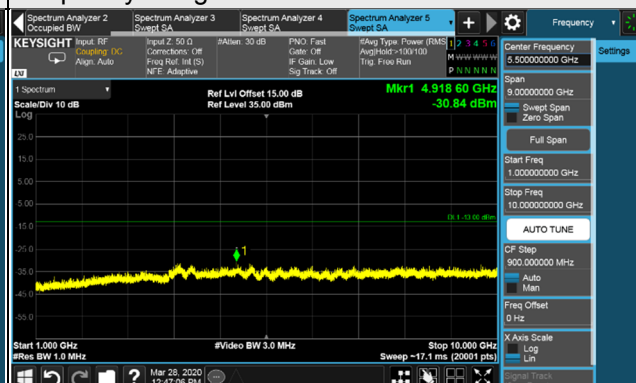 Spectrum Analyzer 2
Occupied BW
Spectrum Analyzer 3
Swept SA
Spectrum Analyzer 4
Swept SA
Spectrum Analyzer 5
Swept SA
Frequency
KEYSIGHT
Input: RF
Coupling: DC
Align: Auto
Input Z: 50 Ω
Corrections: Off
Freq Ref: Int (S)
NFE: Adaptive
#Atten: 30 dB
PNO: Fast
Gate: Off
IF Gain: Low
Sig Track: Off
#Avg Type: Power (RMS
Avg|Hold:>100/100
Trig: Free Run
1 2 3 4 5 6
M W W W W W
P N N N N N
LXI
Center Frequency
5.500000000 GHz
Settings
Span
9.00000000 GHz
Swept Span
Zero Span
Full Span
Start Freq
1.000000000 GHz
Stop Freq
10.000000000 GHz
AUTO TUNE
CF Step
900.000000 MHz
Auto
Man
Freq Offset
0 Hz
X Axis Scale
Log
Lin
Signal Track
1 Spectrum
Scale/Div 10 dB
Log
Ref Lvl Offset 15.00 dB
Ref Level 35.00 dBm
Mkr1 4.918 60 GHz
-30.84 dBm
25.0
15.0
5.00
-5.00
-15.0
-25.0
-35.0
-45.0
-55.0
1
Start 1.000 GHz
#Res BW 1.0 MHz
#Video BW 3.0 MHz
Stop 10.000 GHz
Sweep ~17.1 ms (20001 pts)
Mar 28, 2020
12:47:06 PM